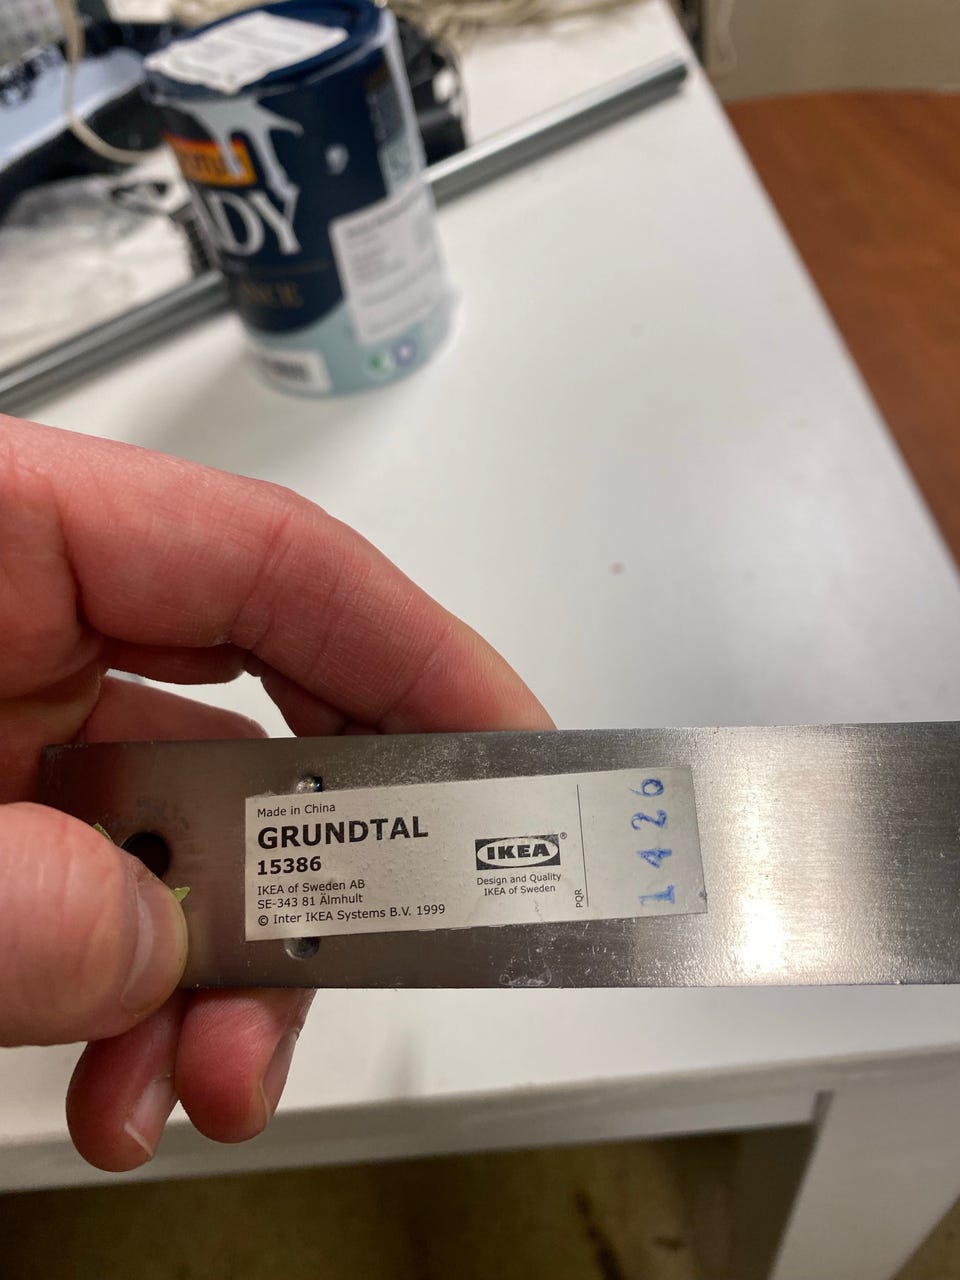 Made in China
GRUNDTAL
15386
IKEA of Sweden AB
SE-343 81 Älmhult
© Inter IKEA Systems B.V. 1999
IKEA®
Design and Quality
IKEA of Sweden
PQR
1426